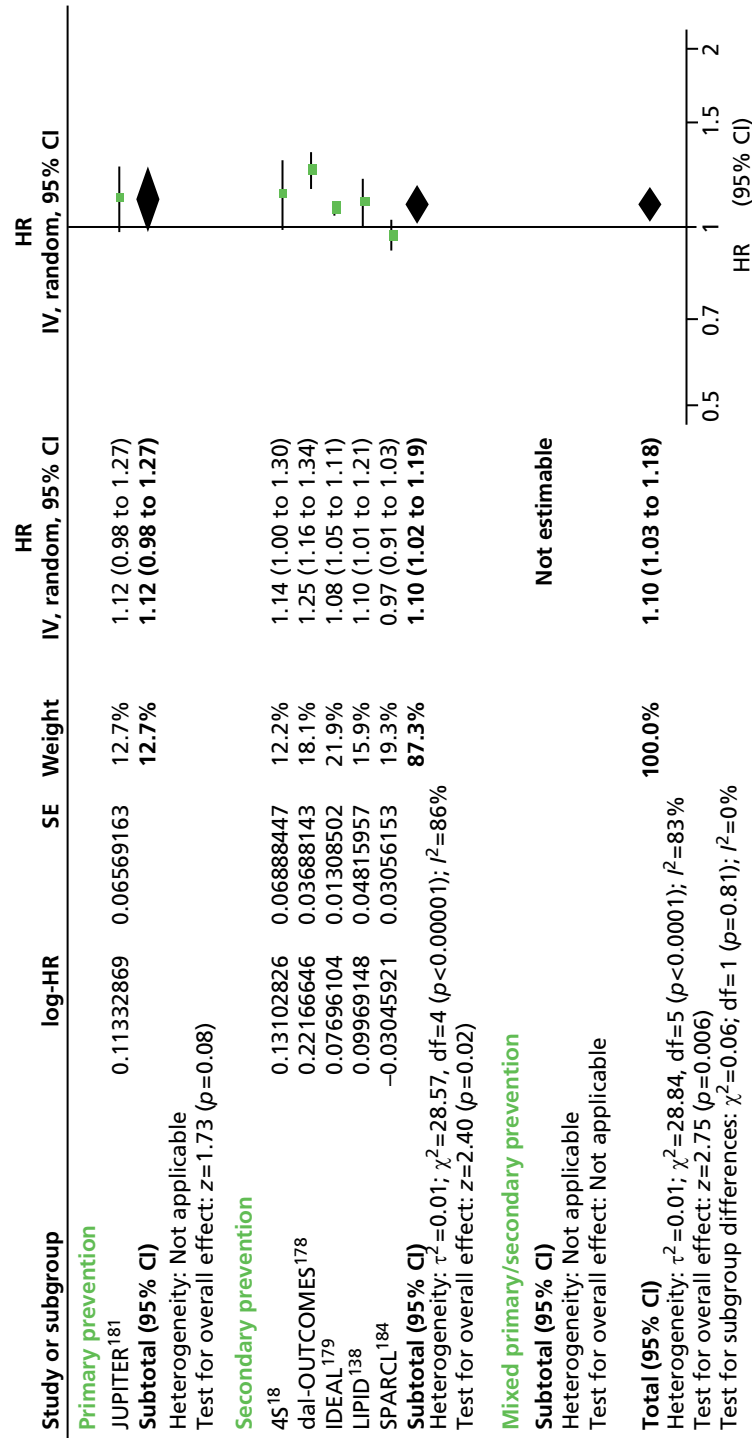 Study or subgroup log-HR SE Weight HR IV, random, 95% CI HR IV, random, 95% CI
Primary prevention
JUPITER181 0.11332869 0.06569163 12.7% 1.12 (0.98 to 1.27)
Subtotal (95% CI) 12.7% 1.12 (0.98 to 1.27)
Heterogeneity: Not applicable
Test for overall effect: z=1.73 (p=0.08)
Secondary prevention
4S18 0.13102826 0.06888447 12.2% 1.14 (1.00 to 1.30)
dal-OUTCOMES178 0.22166646 0.03688143 18.1% 1.25 (1.16 to 1.34)
IDEAL179 0.07696104 0.01308502 21.9% 1.08 (1.05 to 1.11)
LIPID138 0.09969148 0.04815957 15.9% 1.10 (1.01 to 1.21)
SPARCL184 –0.03045921 0.03056153 19.3% 0.97 (0.91 to 1.03)
Subtotal (95% CI) 87.3% 1.10 (1.02 to 1.19)
Heterogeneity: τ2=0.01; χ2=28.57, df=4 (p<0.00001); I2=86%
Test for overall effect: z=2.40 (p=0.02)
Mixed primary/secondary prevention
Subtotal (95% CI) Not estimable
Heterogeneity: Not applicable
Test for overall effect: Not applicable
Total (95% CI) 100.0% 1.10 (1.03 to 1.18)
Heterogeneity: τ2=0.01; χ2=28.84, df=5 (p<0.0001); I2=83%
Test for overall effect: z=2.75 (p=0.006)
Test for subgroup differences: χ2=0.06; df=1 (p=0.81); I2=0%
0.5 0.7 1 1.5 2
HR (95% CI)